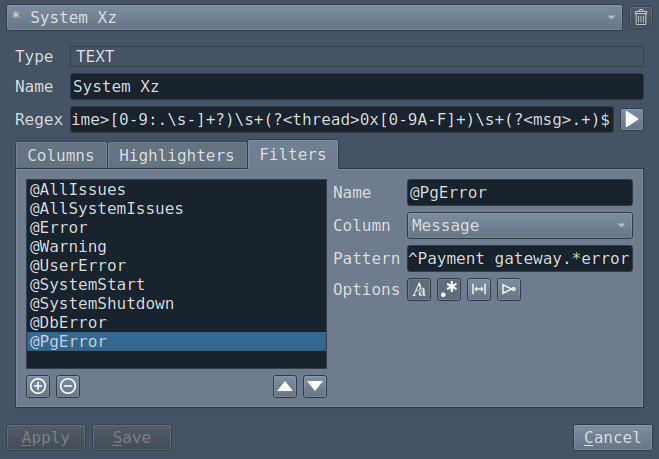 * System Xz
Type TEXT
Name System Xz
Regex ime>[0-9:.\s-]+?)\s+(?<thread>0x[0-9A-F]+)\s+(?<msg>.+)$
Columns Highlighters Filters
@AllIssues
@AllSystemIssues
@Error
@Warning
@UserError
@SystemStart
@SystemShutdown
@DbError
@PgError
Name @PgError
Column Message
Pattern ^Payment gateway.*error
Options Aa .*
Apply Save Cancel